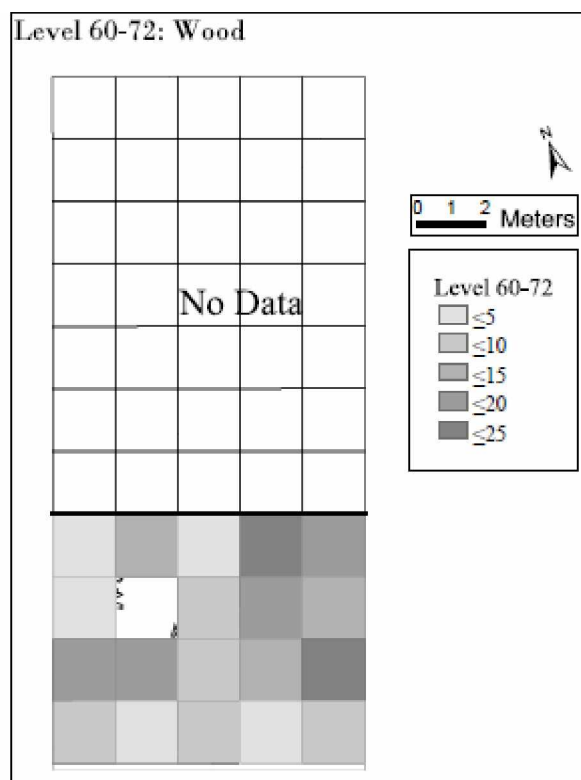 Level 60-72: Wood
N
0 1 2
Meters
No Data
Level 60-72
≤5
≤10
≤15
≤20
≤25